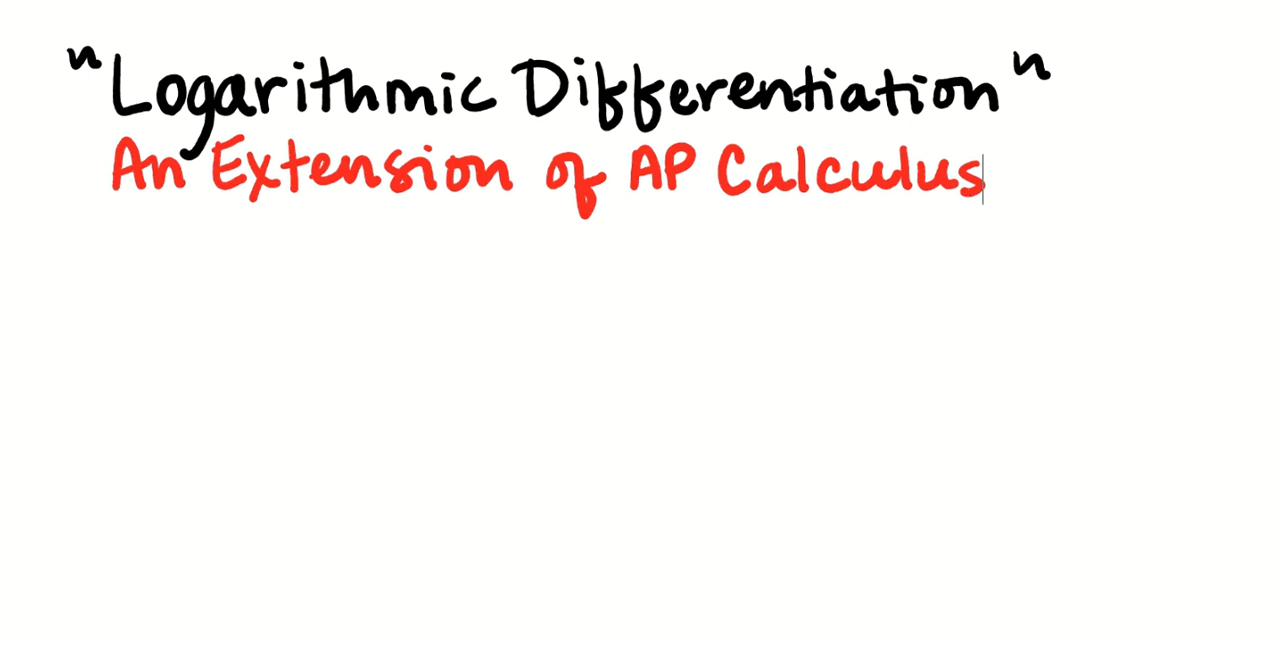 "Logarithmic Differentiation"
An Extension of AP Calculus